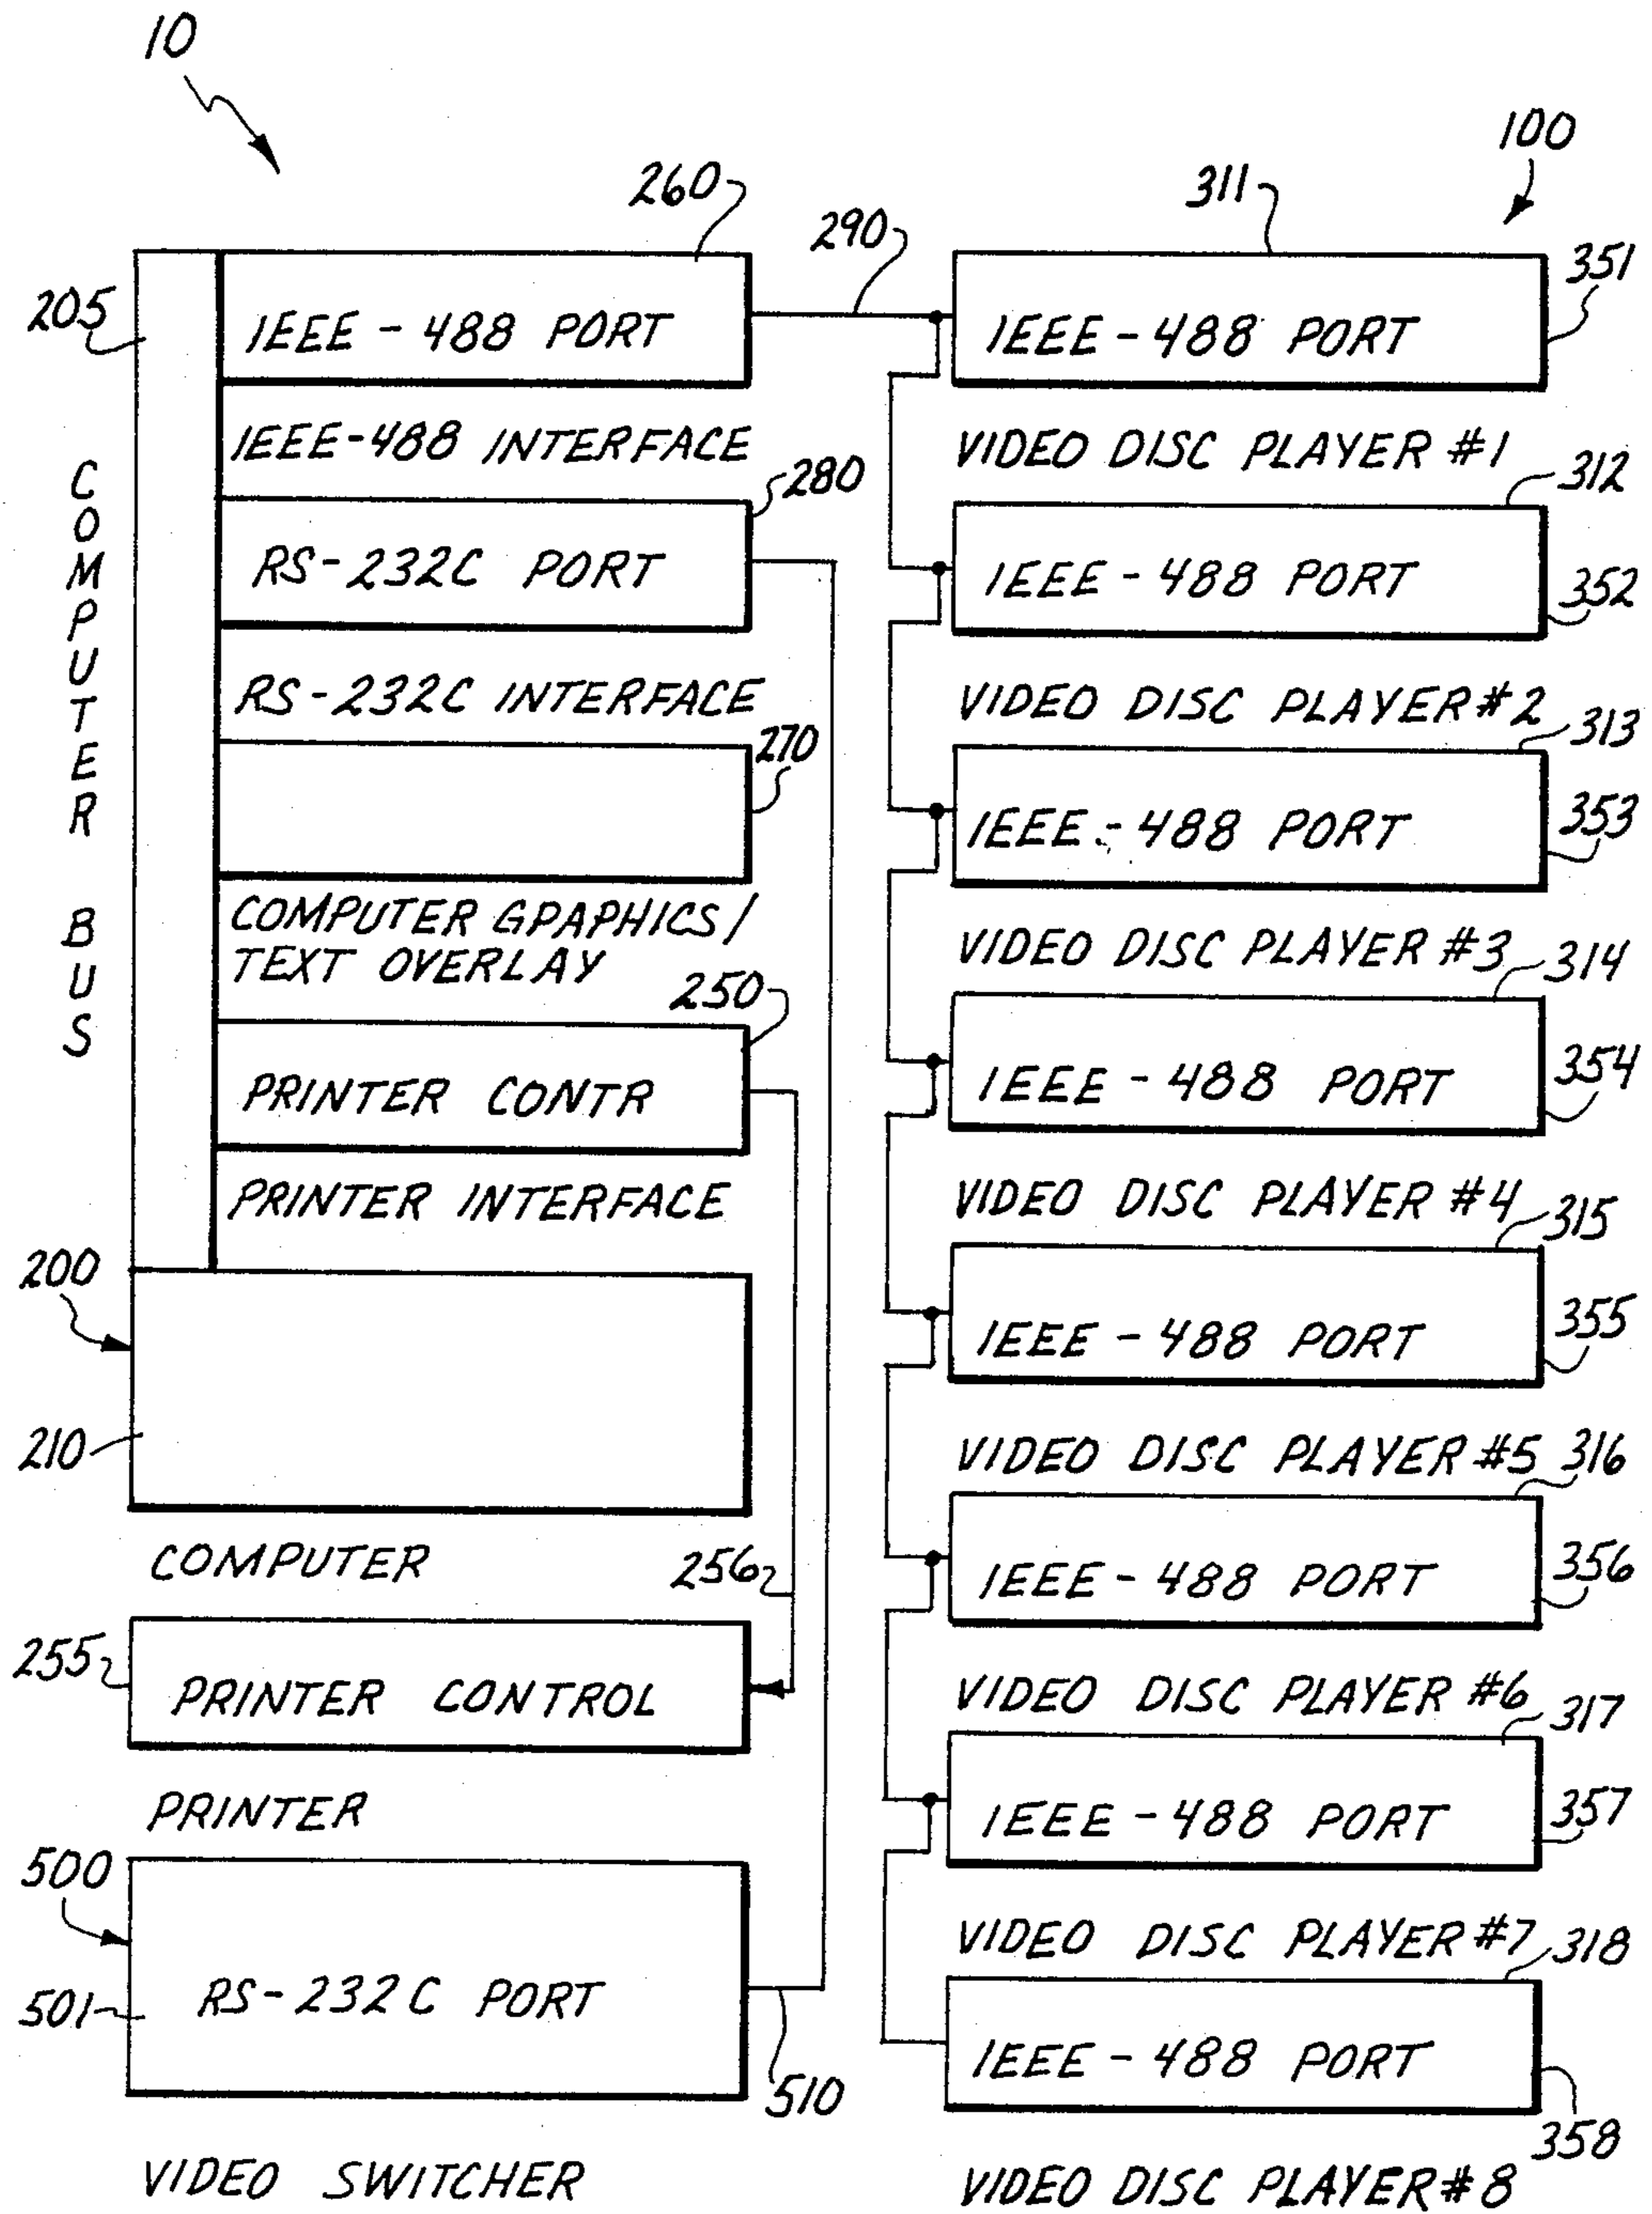 10
100
260
290
311
351
205
IEEE-488 PORT
IEEE-488 PORT
IEEE-488 INTERFACE
VIDEO DISC PLAYER #1
280
312
RS-232C PORT
IEEE-488 PORT
352
COMPUTER BUS
RS-232C INTERFACE
VIDEO DISC PLAYER #2
270
313
IEEE-488 PORT
353
COMPUTER GPAPHICS/
TEXT OVERLAY
VIDEO DISC PLAYER #3
250
314
PRINTER CONTR
IEEE-488 PORT
354
PRINTER INTERFACE
VIDEO DISC PLAYER #4
315
200
IEEE-488 PORT
355
210
VIDEO DISC PLAYER #5
316
COMPUTER
256
IEEE-488 PORT
356
255
PRINTER CONTROL
VIDEO DISC PLAYER #6
317
PRINTER
IEEE-488 PORT
357
500
VIDEO DISC PLAYER #7
318
501
RS-232C PORT
IEEE-488 PORT
510
358
VIDEO SWITCHER
VIDEO DISC PLAYER #8